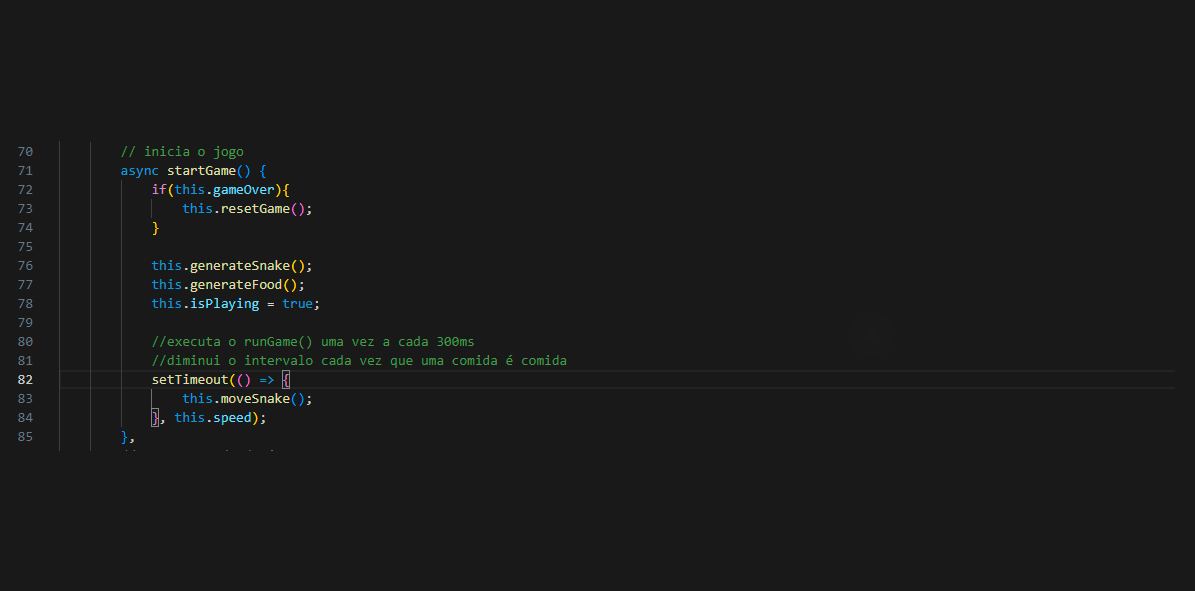 70 // inicia o jogo
71 async startGame() {
72 if(this.gameOver){
73 this.resetGame();
74 }
75
76 this.generateSnake();
77 this.generateFood();
78 this.isPlaying = true;
79
80 //executa o runGame() uma vez a cada 300ms
81 //diminui o intervalo cada vez que uma comida é comida
82 setTimeout(() => {
83 this.moveSnake();
84 }, this.speed);
85 },